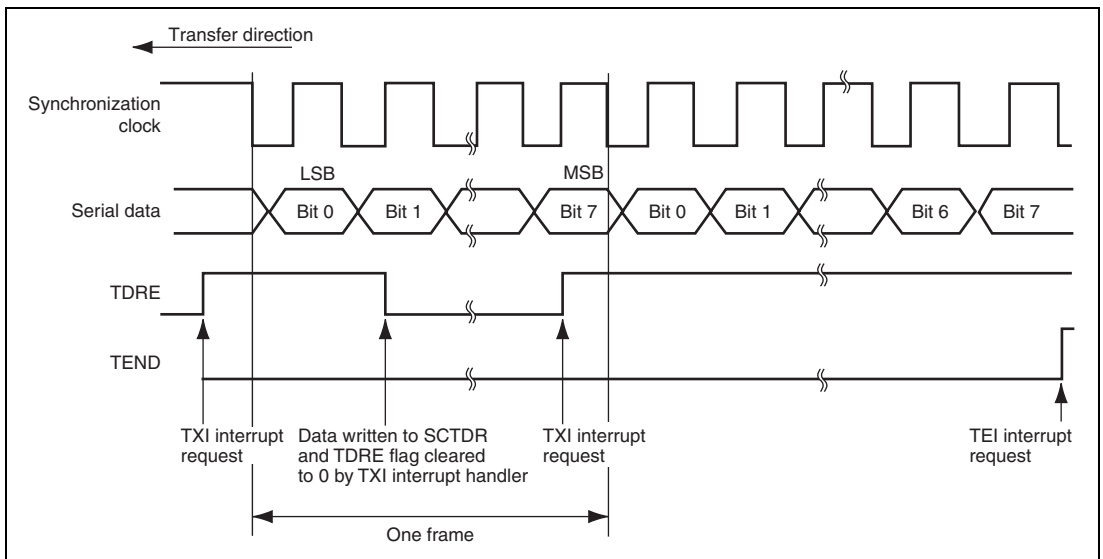 Transfer direction
Synchronization
clock
LSB
MSB
Serial data
Bit 0
Bit 1
Bit 7
Bit 0
Bit 1
Bit 6
Bit 7
TDRE
TEND
TXI interrupt
request
Data written to SCTDR
and TDRE flag cleared
to 0 by TXI interrupt handler
TXI interrupt
request
TEI interrupt
request
One frame